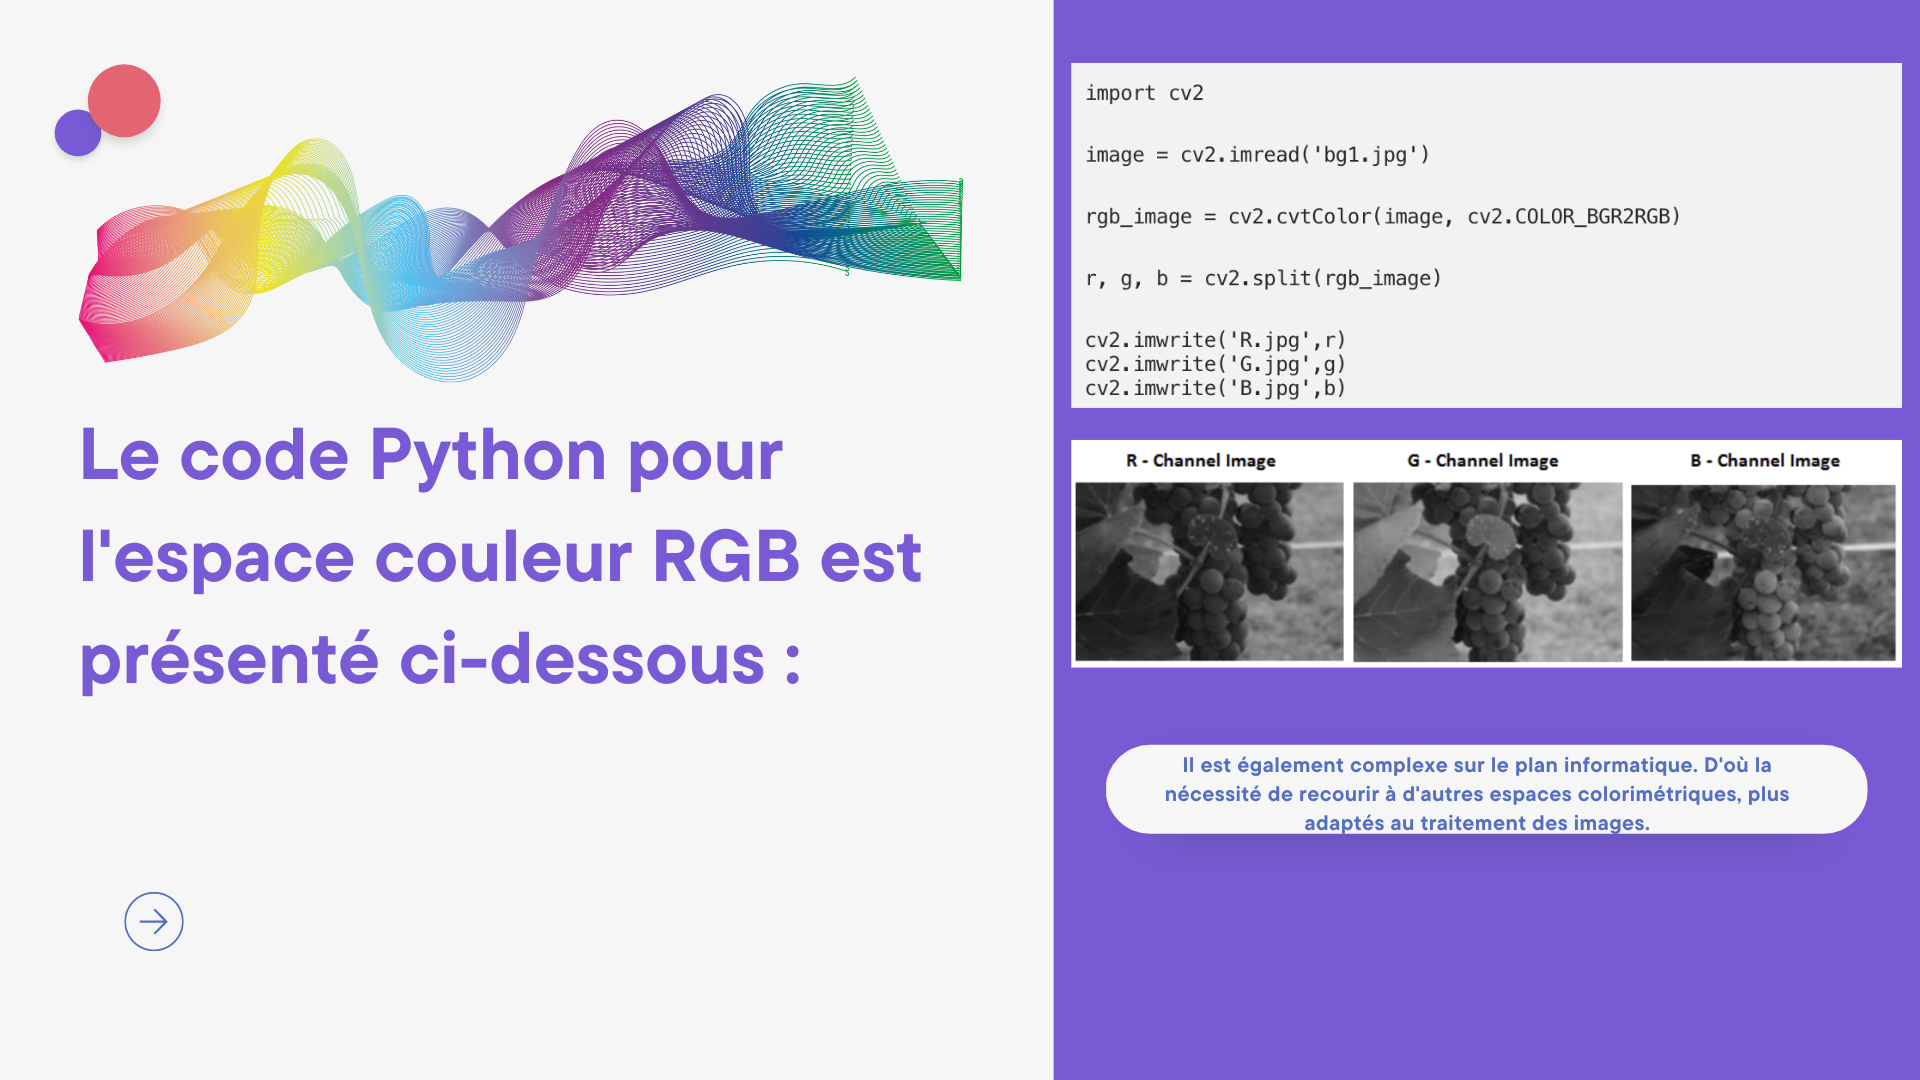 Le code Python pour
l'espace couleur RGB est
présenté ci-dessous :
import cv2
image = cv2.imread('bg1.jpg')
rgb_image = cv2.cvtColor(image, cv2.COLOR_BGR2RGB)
r, g, b = cv2.split(rgb_image)
cv2.imwrite('R.jpg',r)
cv2.imwrite('G.jpg',g)
cv2.imwrite('B.jpg',b)
R - Channel Image
G - Channel Image
B - Channel Image
Il est également complexe sur le plan informatique. D'où la
nécessité de recourir à d'autres espaces colorimétriques, plus
adaptés au traitement des images.